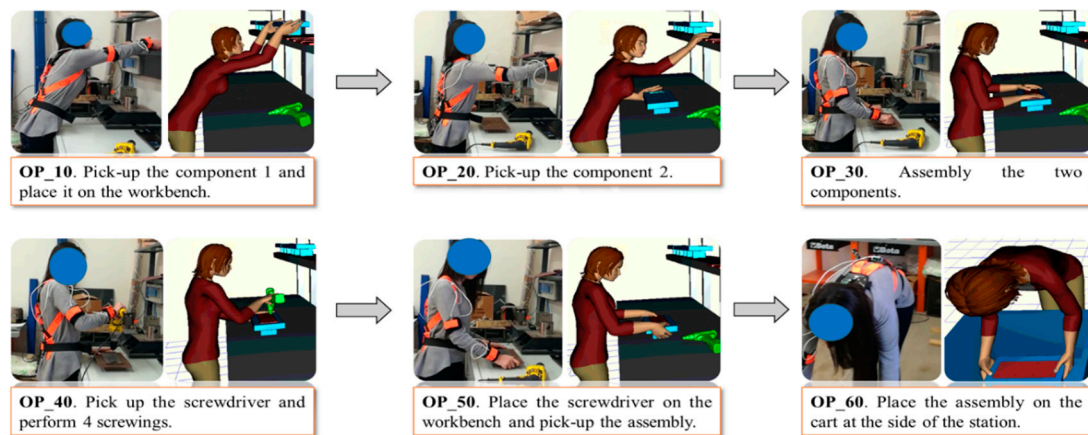 OP_10. Pick-up the component 1 and
place it on the workbench.
OP_20. Pick-up the component 2.
OP_30. Assembly the two
components.
OP_40. Pick up the screwdriver and
perform 4 screwings.
OP_50. Place the screwdriver on the
workbench and pick-up the assembly.
Beta
Beta
OP_60. Place the assembly on the
cart at the side of the station.